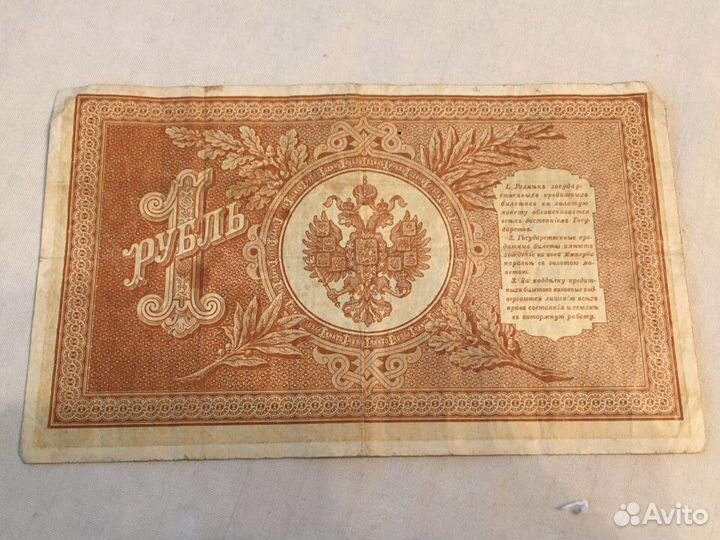 1 РУБЛЬ
1. Размѣнъ государ-
ственныхъ кредитныхъ
билетовъ на золотую
монету обезпечивается
всѣмъ достояніемъ Госу-
дарства.
2. Государственные кре-
дитные билеты имѣютъ
хожденіе во всей Импе-
ріи наравнѣ съ золотою мо-
нетою.
3. За поддѣлку кредит-
ныхъ билетовъ виновные под-
вергаются лишенію всѣхъ
правъ состоянія и ссылкѣ
въ каторжную работу.
Avito